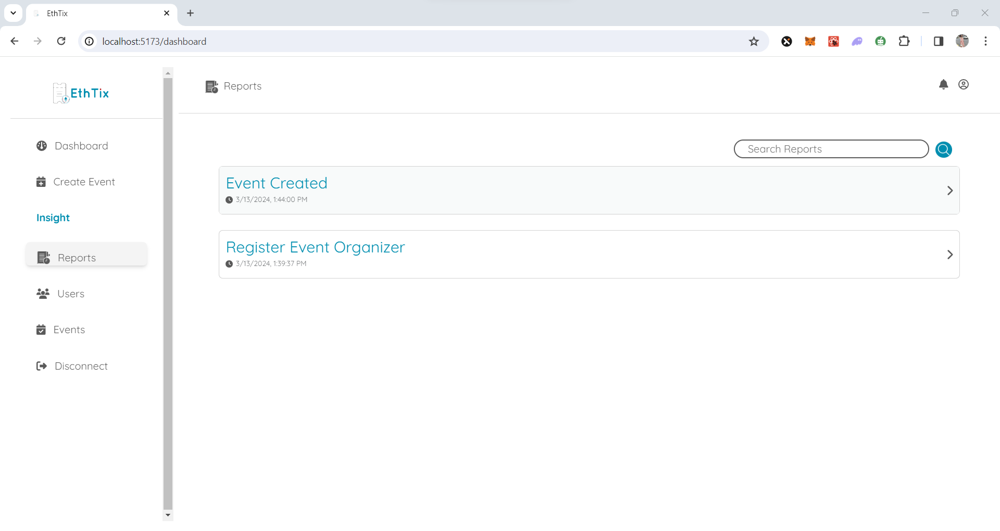 EthTix
localhost:5173/dashboard
EthTix
Dashboard
Create Event
Insight
Reports
Users
Events
Disconnect
Reports
Search Reports
Event Created
3/13/2024, 1:44:00 PM
Register Event Organizer
3/13/2024, 1:39:37 PM